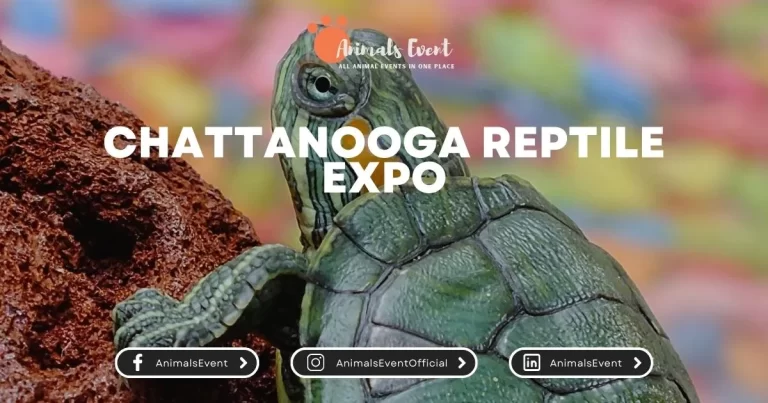 Animals Event
ALL ANIMAL EVENTS IN ONE PLACE
CHATTANOOGA REPTILE
EXPO
AnimalsEvent
AnimalsEventOfficial
AnimalsEvent